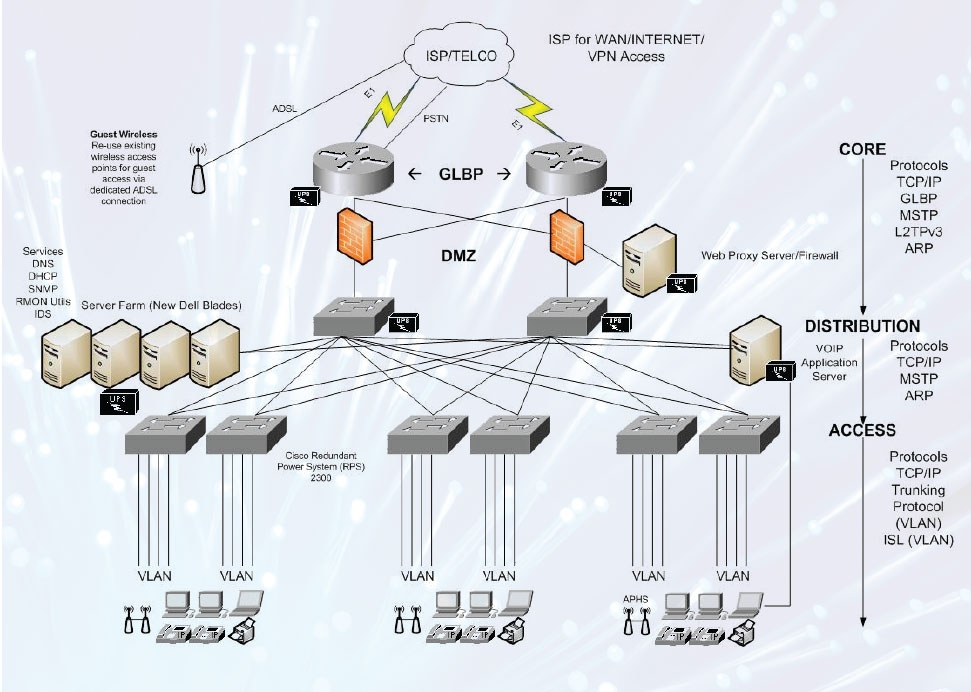 ISP/TELCO
ISP for WAN/INTERNET/
VPN Access
ADSL
E1
PSTN
E1
Guest Wireless
Re-use existing
wireless access
points for guest
access via
dedicated ADSL
connection
GLBP
UPS
UPS
CORE
Protocols
TCP/IP
GLBP
MSTP
L2TPv3
ARP
DMZ
Web Proxy Server/Firewall
UPS
Services
DNS
DHCP
SNMP
RMON Utils
IDS
Server Farm (New Dell Blades)
UPS
UPS
UPS
DISTRIBUTION
VOIP
Application
Server
UPS
Protocols
TCP/IP
MSTP
ARP
ACCESS
Cisco Redundant
Power System (RPS)
2300
Protocols
TCP/IP
Trunking
Protocol
(VLAN)
ISL (VLAN)
VLAN
VLAN
VLAN
VLAN
VLAN
VLAN
APHS
IP
IP
IP
IP
IP
IP